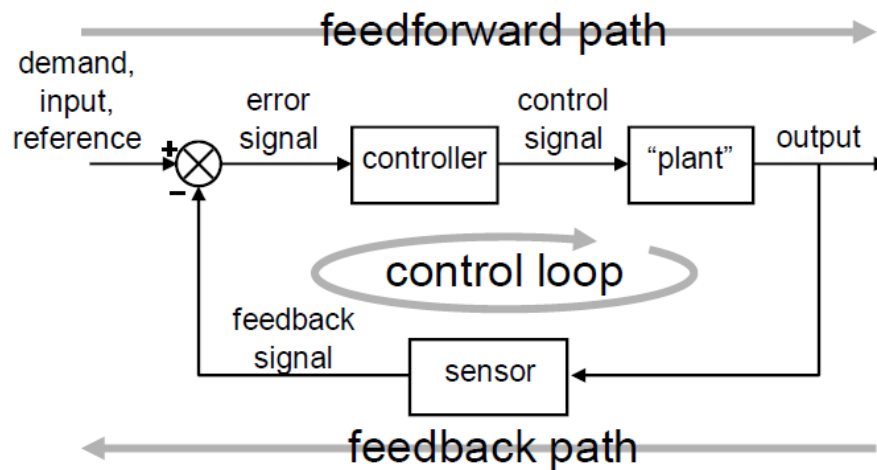 feedforward path
demand,
input,
reference
error
signal
controller
control
signal
“plant”
output
+
−
control loop
feedback
signal
sensor
feedback path